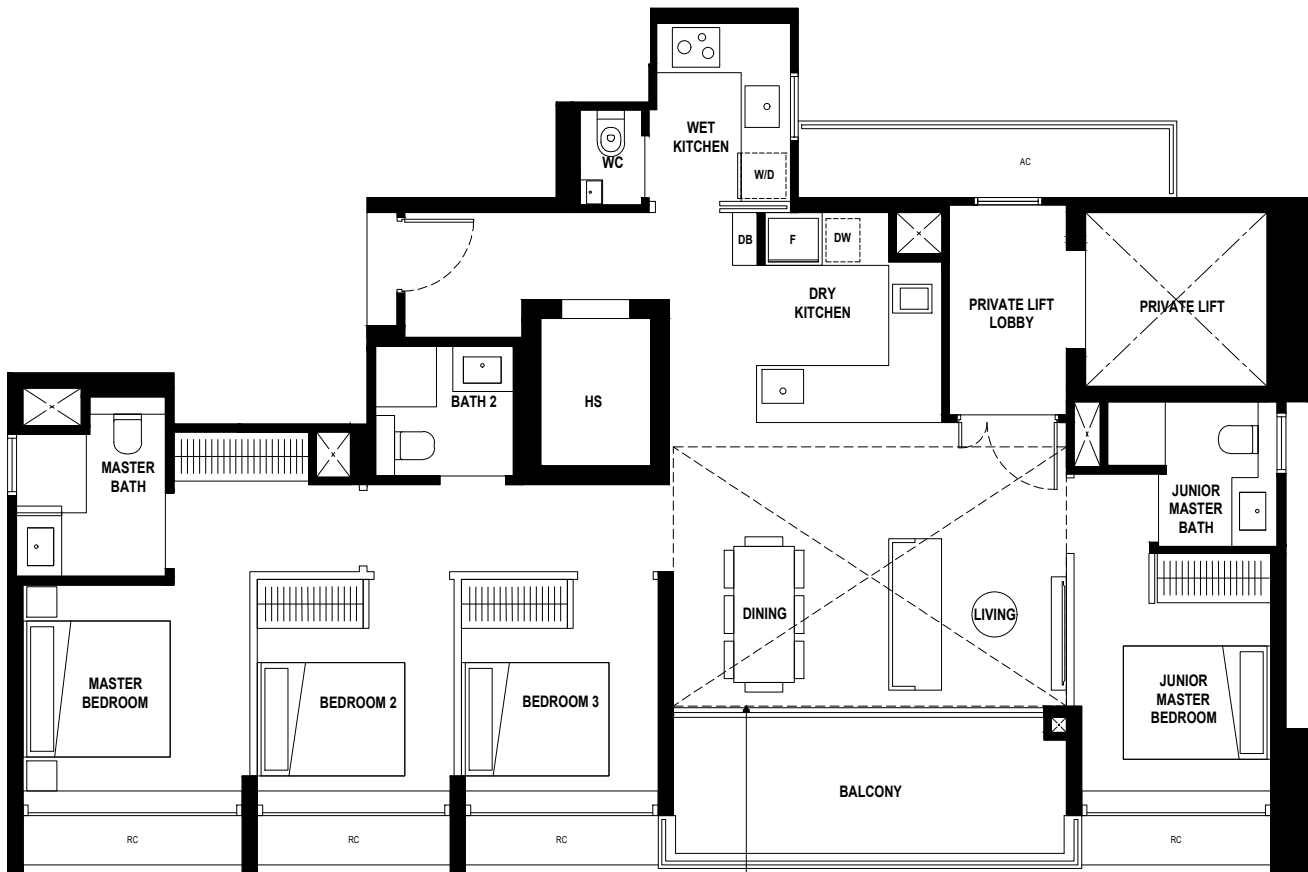 WET
KITCHEN
WC
W/D
AC
DB
F
DW
DRY
KITCHEN
PRIVATE LIFT
LOBBY
PRIVATE LIFT
BATH 2
HS
MASTER
BATH
JUNIOR
MASTER
BATH
DINING
LIVING
MASTER
BEDROOM
BEDROOM 2
BEDROOM 3
JUNIOR
MASTER
BEDROOM
BALCONY
RC
RC
RC
RC